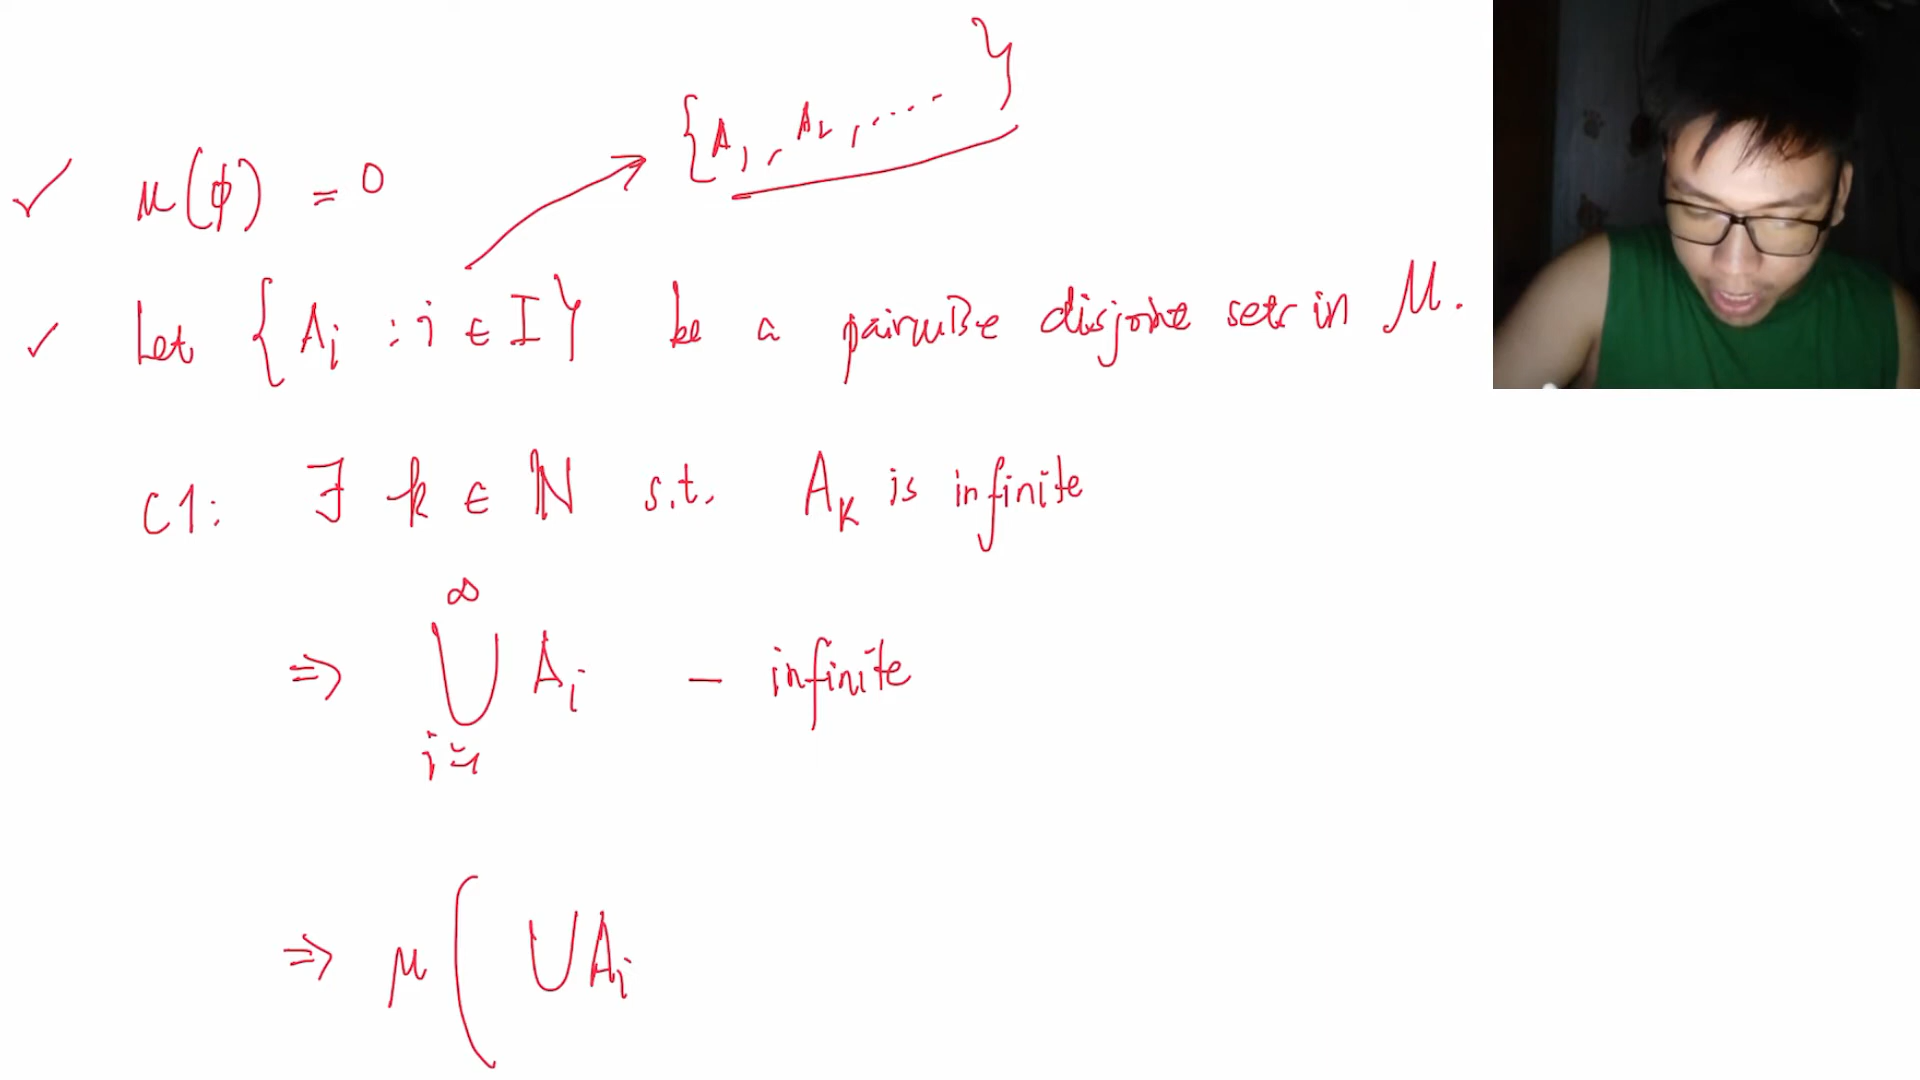 {A₁, A₂, ..... }
✓ μ(ϕ) = 0
✓ Let {Aᵢ : i ∈ I} be a pairwise disjoint sets in M.
C1: ∃ k ∈ ℕ s.t. Aₖ is infinite
∞
⇒ ⋃ Aᵢ – infinite
i=1
⇒ μ( ∪Aᵢ